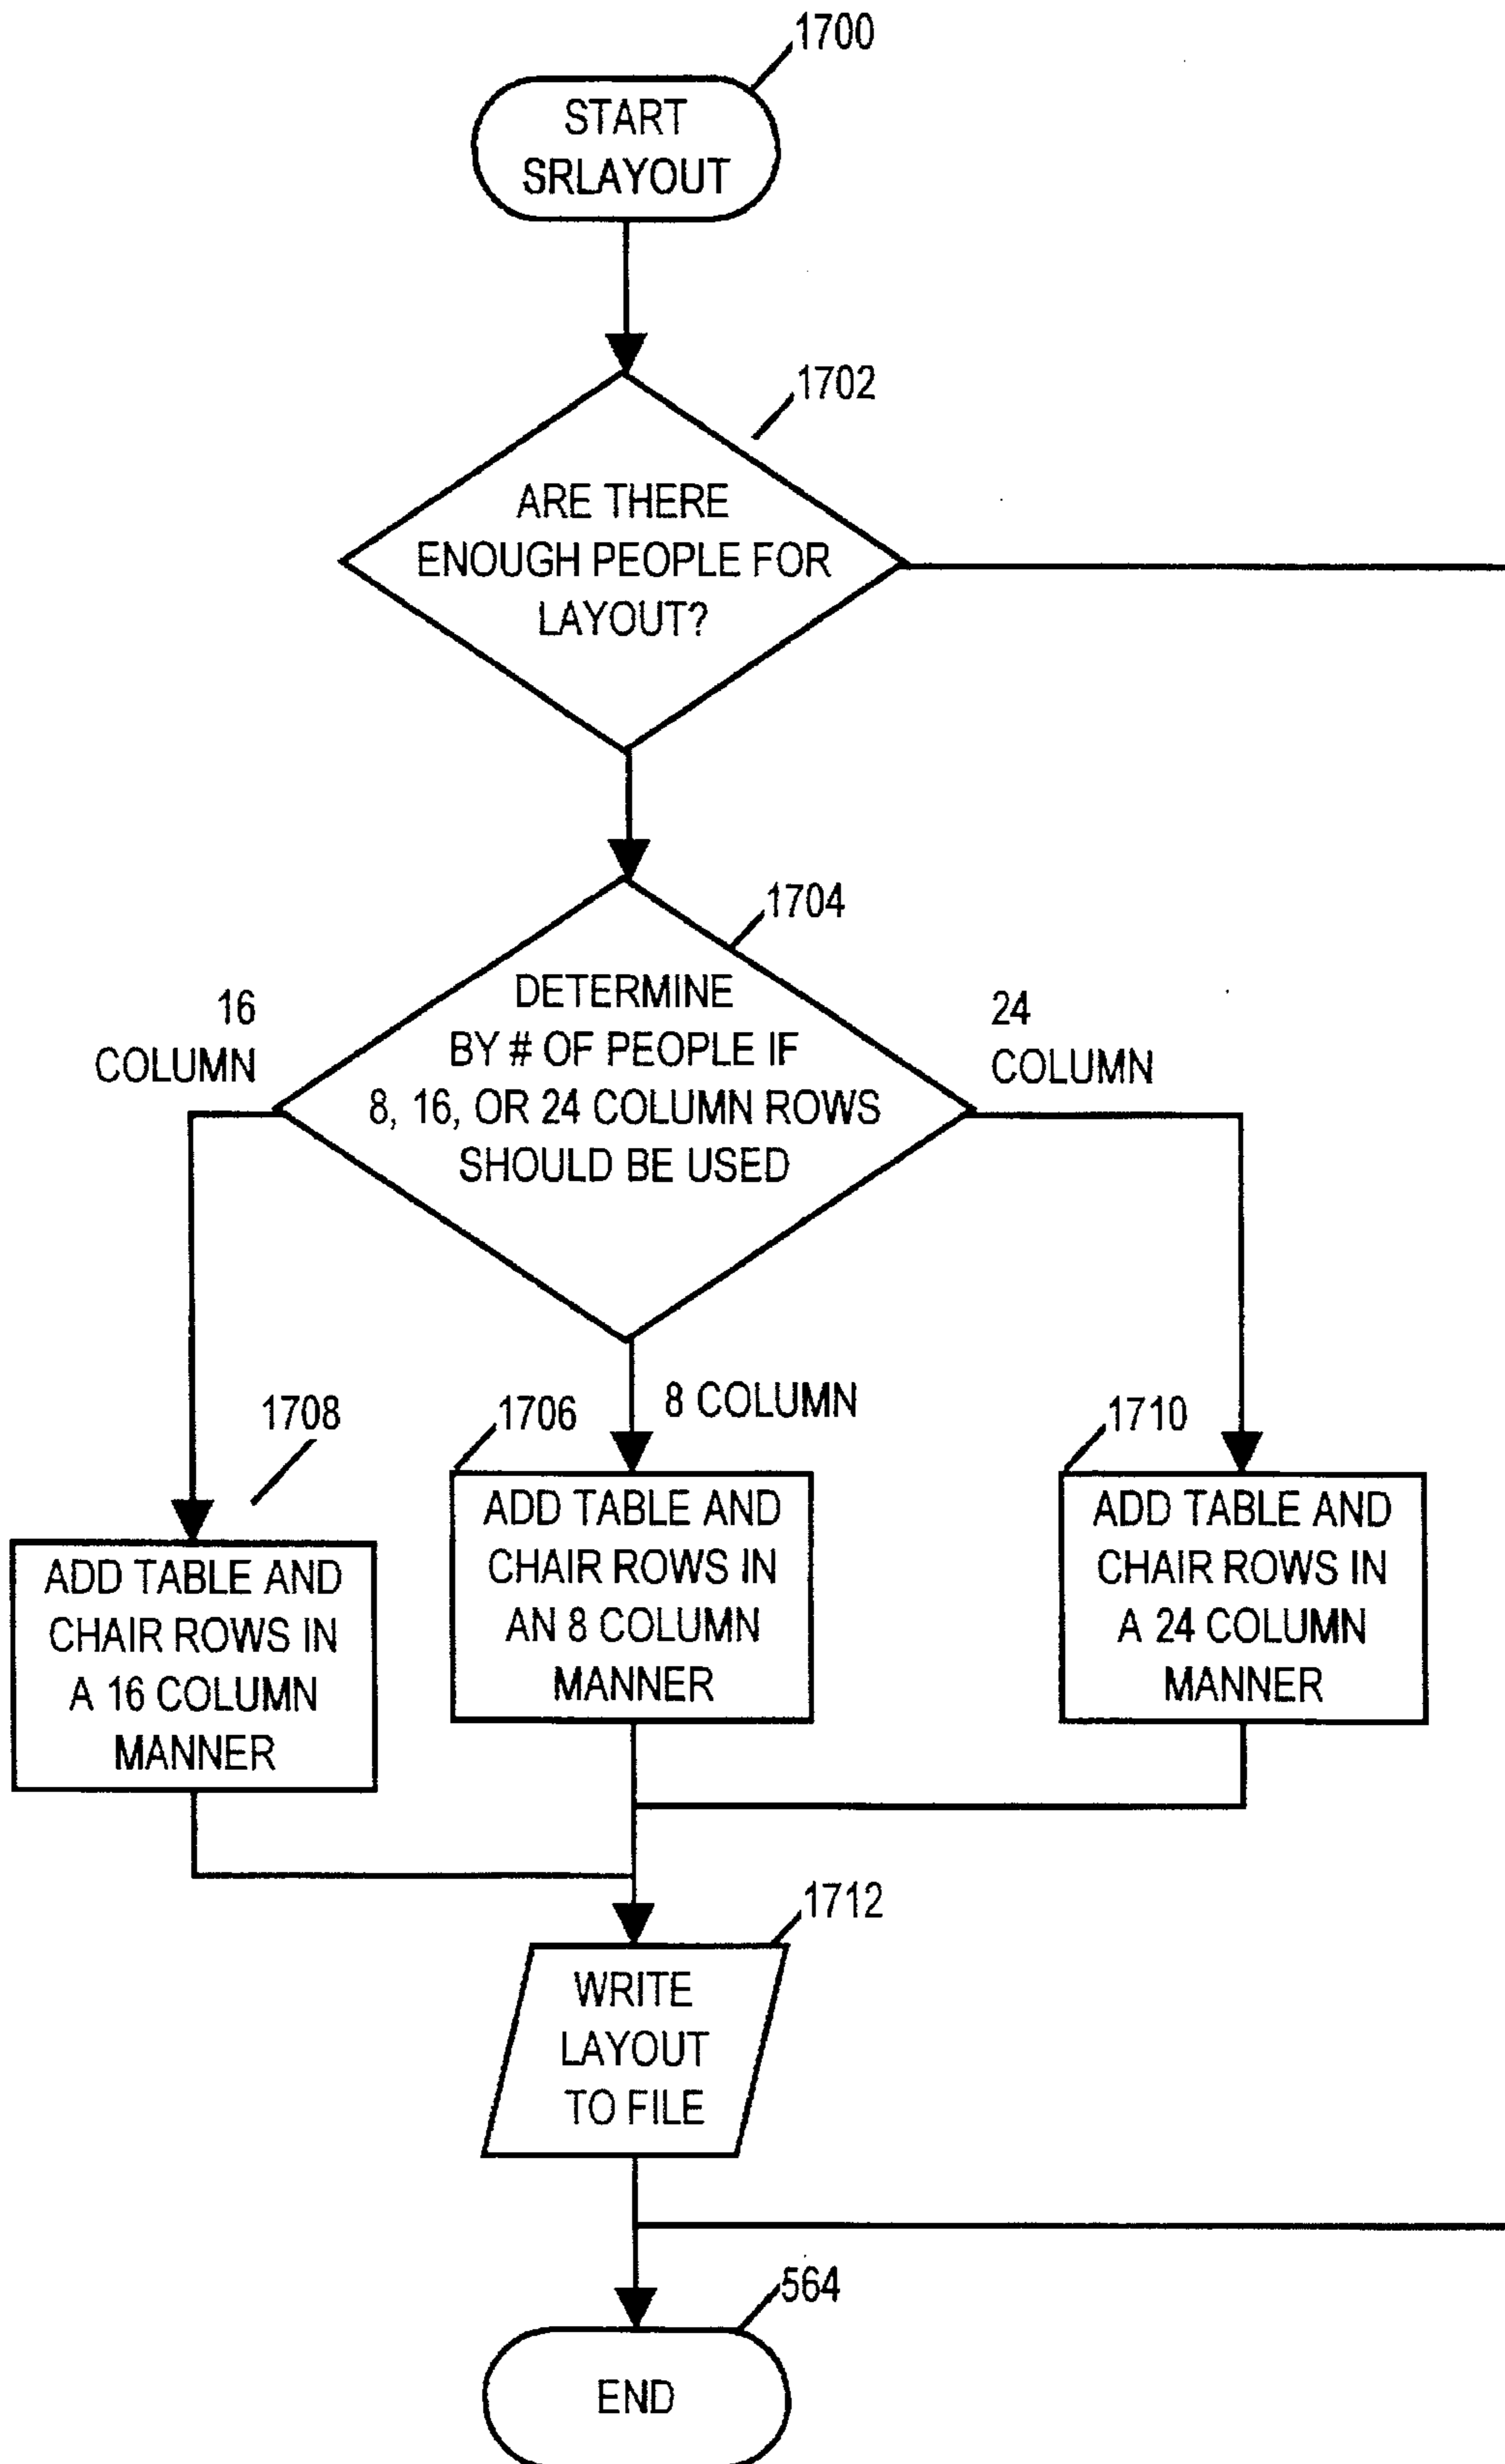 1700
START
SRLAYOUT
1702
ARE THERE
ENOUGH PEOPLE FOR
LAYOUT?
1704
DETERMINE
BY # OF PEOPLE IF
8, 16, OR 24 COLUMN ROWS
SHOULD BE USED
16
COLUMN
24
COLUMN
8 COLUMN
1708
ADD TABLE AND
CHAIR ROWS IN
A 16 COLUMN
MANNER
1706
ADD TABLE AND
CHAIR ROWS IN
AN 8 COLUMN
MANNER
1710
ADD TABLE AND
CHAIR ROWS IN
A 24 COLUMN
MANNER
1712
WRITE
LAYOUT
TO FILE
564
END